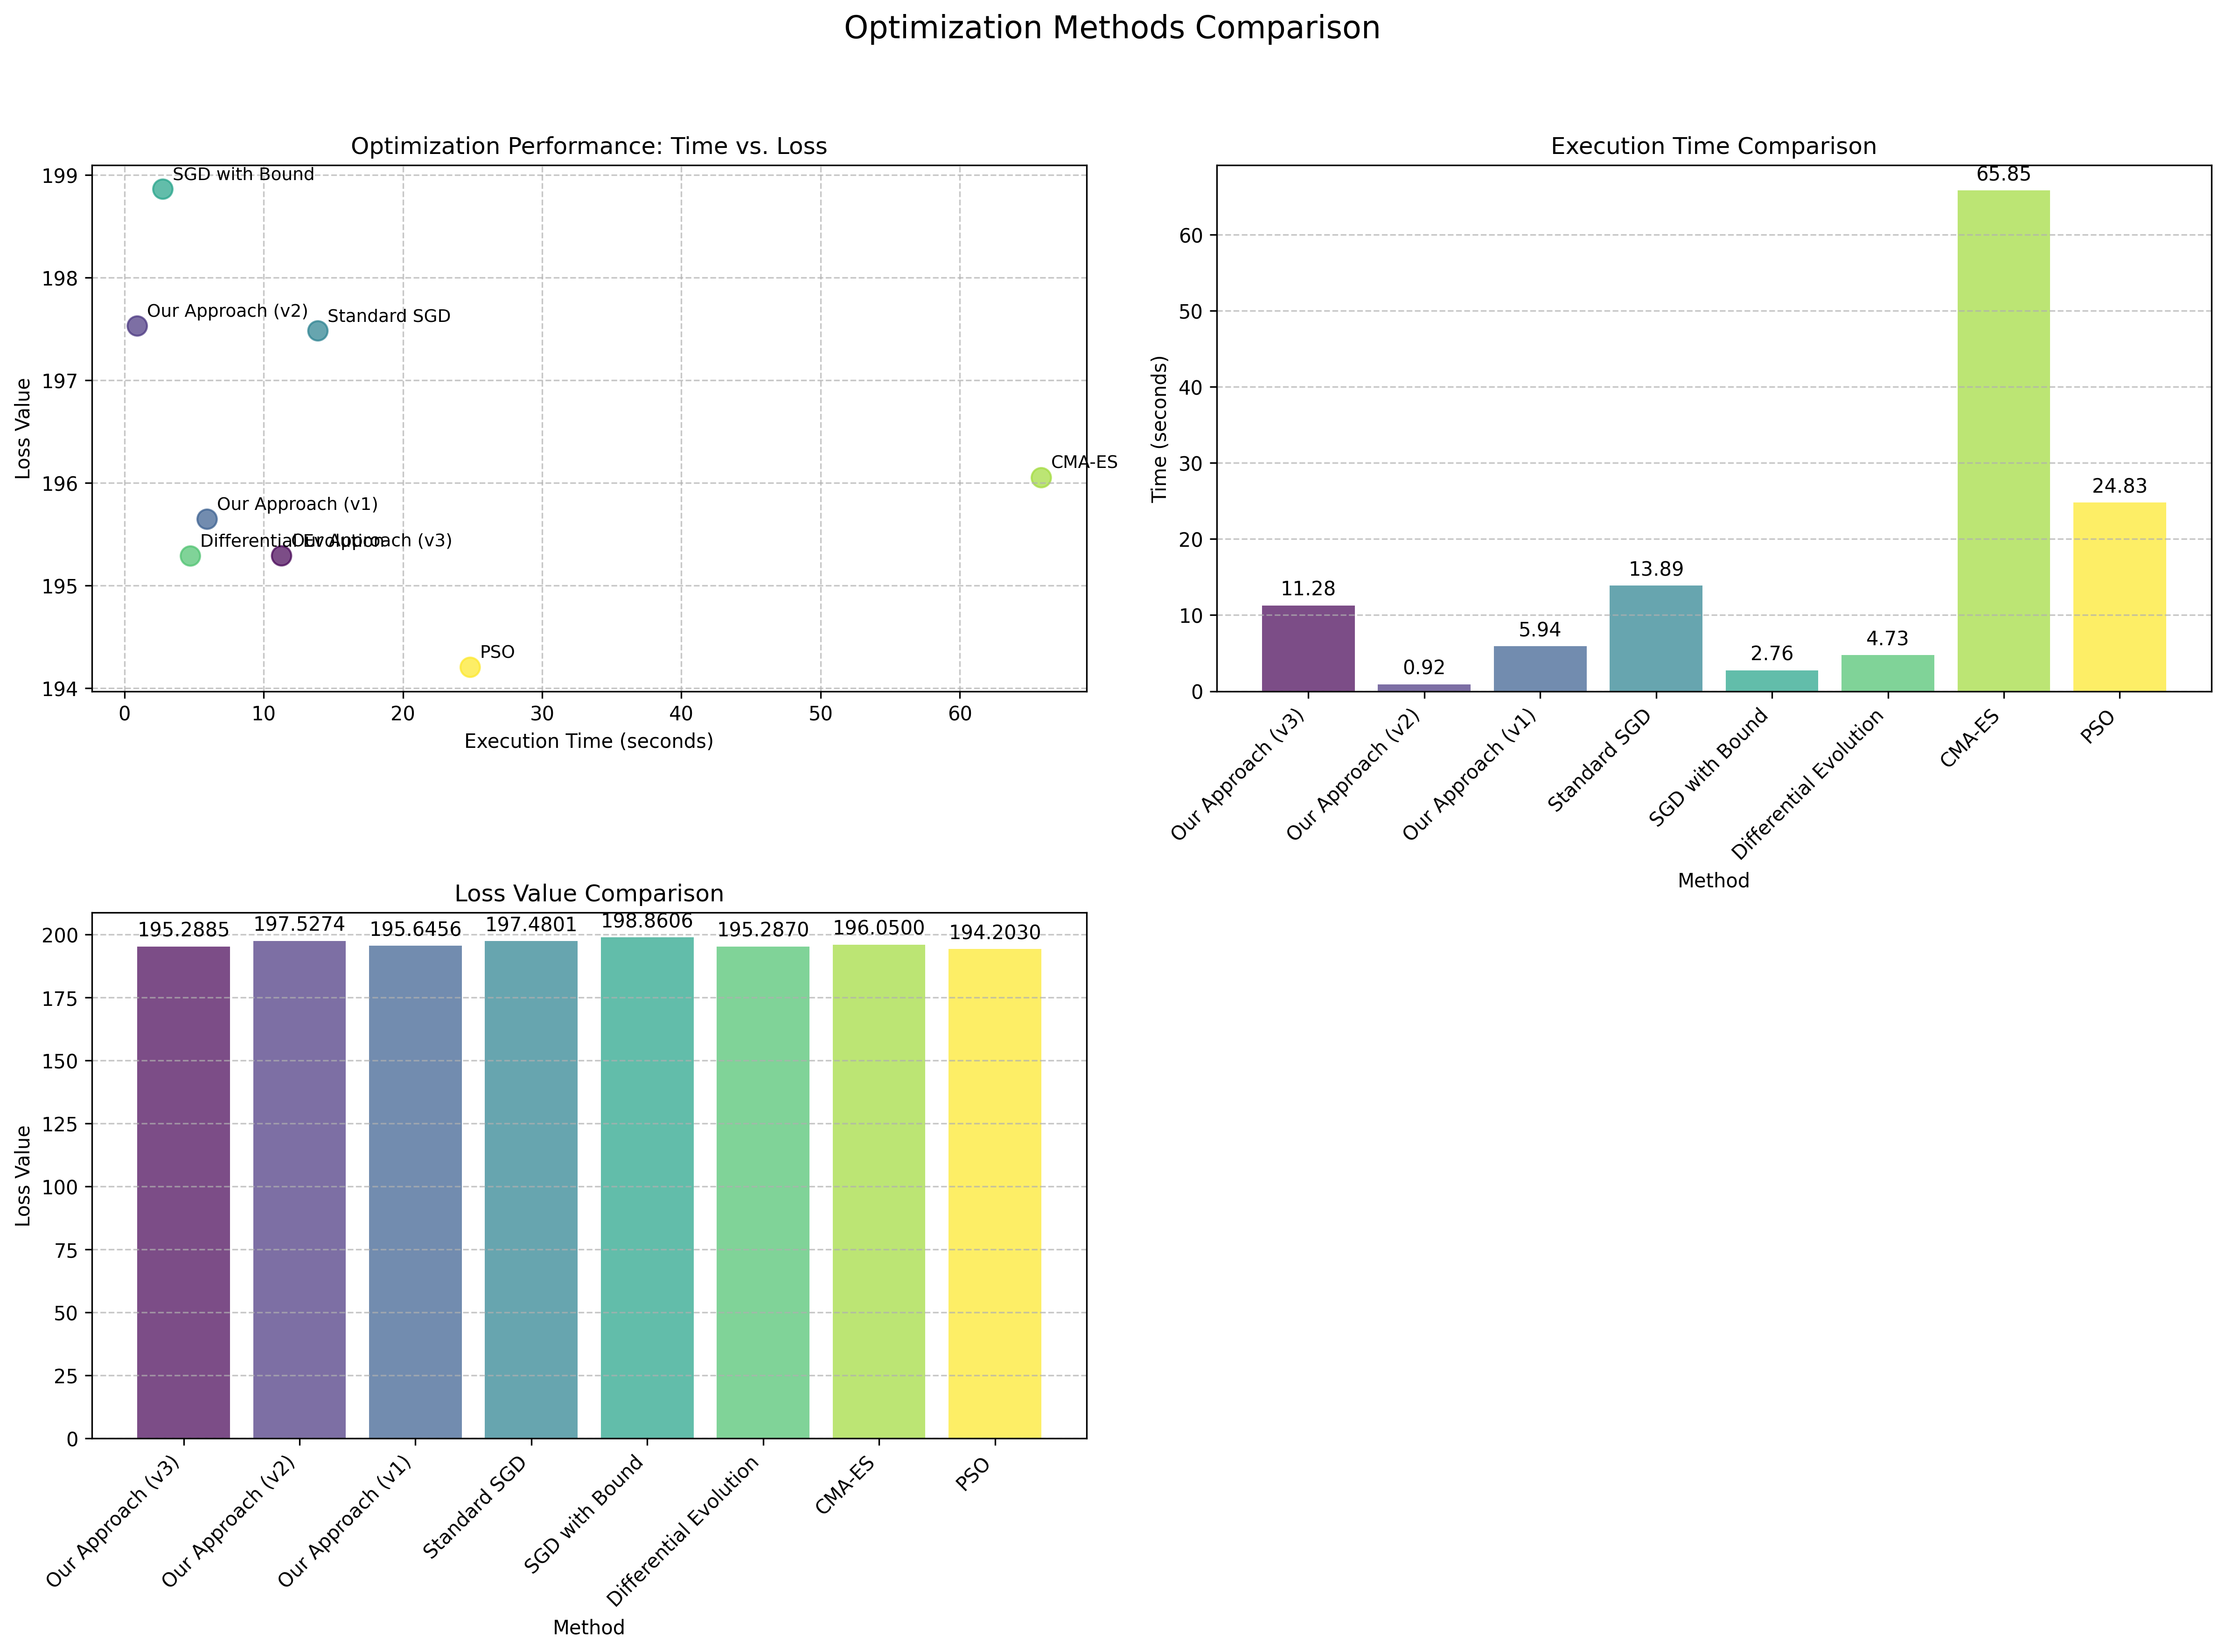 Optimization Methods Comparison
Optimization Performance: Time vs. Loss
199
198
197
196
195
194
Loss Value
SGD with Bound
Our Approach (v2)
Standard SGD
CMA-ES
Our Approach (v1)
Differential Evolution
Our Approach (v3)
PSO
0 10 20 30 40 50 60
Execution Time (seconds)
Execution Time Comparison
60
50
40
30
20
10
0
Time (seconds)
11.28
0.92
5.94
13.89
2.76
4.73
65.85
24.83
Our Approach (v3)
Our Approach (v2)
Our Approach (v1)
Standard SGD
SGD with Bound
Differential Evolution
CMA-ES
PSO
Method
Loss Value Comparison
200
175
150
125
100
75
50
25
0
Loss Value
195.2885
197.5274
195.6456
197.4801
198.8606
195.2870
196.0500
194.2030
Our Approach (v3)
Our Approach (v2)
Our Approach (v1)
Standard SGD
SGD with Bound
Differential Evolution
CMA-ES
PSO
Method